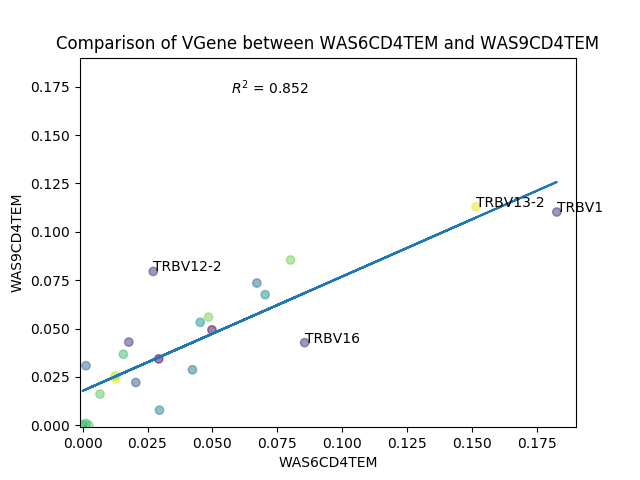 Comparison of VGene between WAS6CD4TEM and WAS9CD4TEM
R² = 0.852
0.175
0.150
0.125
0.100
0.075
0.050
0.025
0.000
WAS9CD4TEM
TRBV13-2
TRBV1
TRBV12-2
TRBV16
0.000 0.025 0.050 0.075 0.100 0.125 0.150 0.175
WAS6CD4TEM